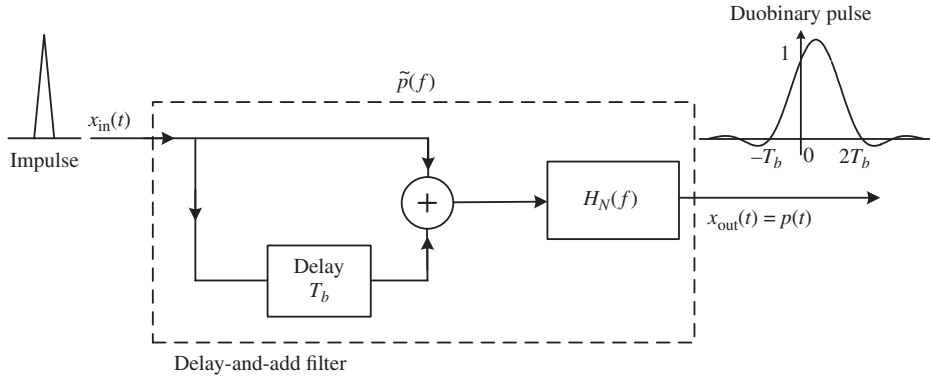 Duobinary pulse
1
−T_b 0 2T_b
p̃(f)
x_in(t)
Impulse
+
H_N(f)
x_out(t) = p(t)
Delay
T_b
Delay-and-add filter